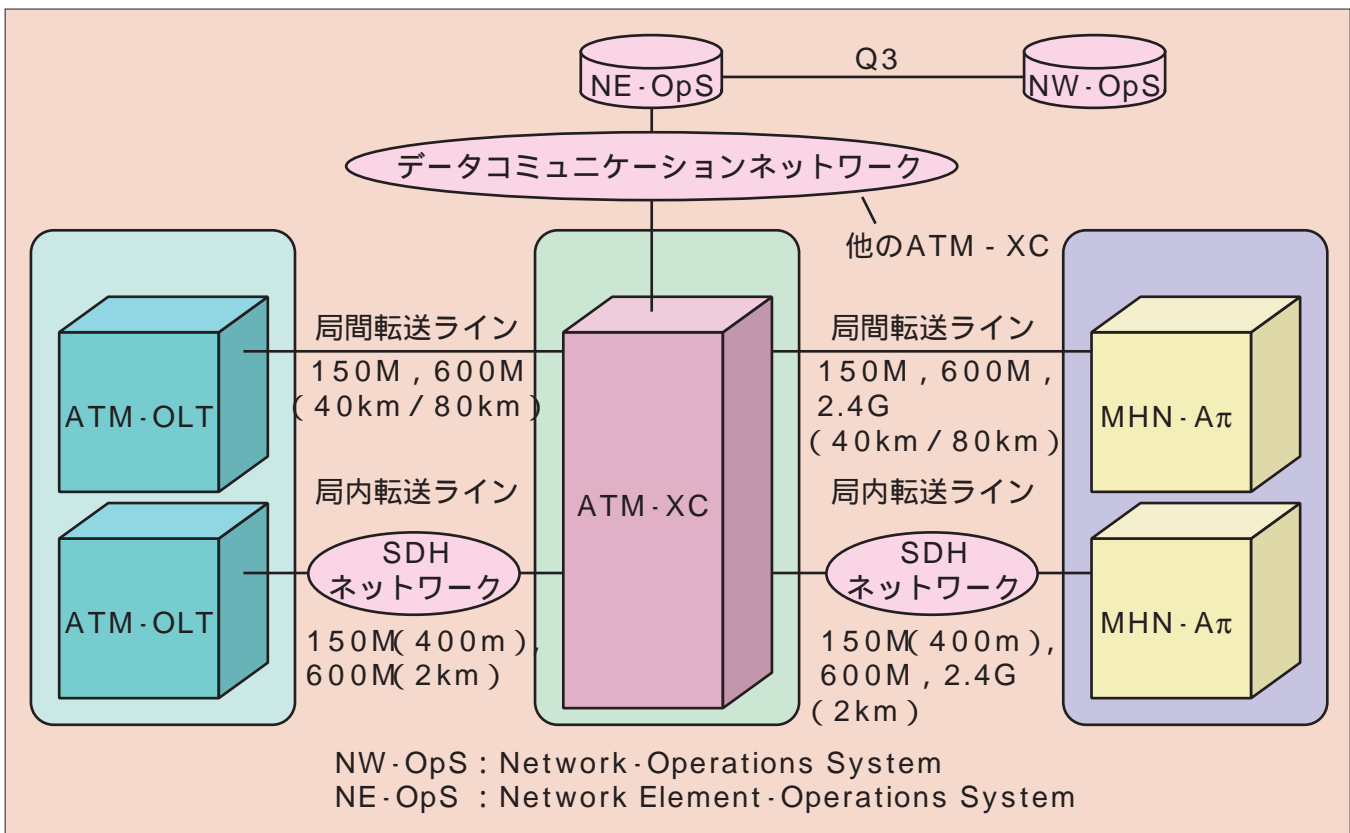 Q3
NE-OpS
NW-OpS
データコミュニケーションネットワーク
他のATM - XC
局間転送ライン
150M , 600M
( 40km / 80km )
局間転送ライン
150M , 600M ,
2.4G
( 40km / 80km )
ATM-OLT
MHN-Aπ
局内転送ライン
局内転送ライン
ATM-XC
SDH
ネットワーク
SDH
ネットワーク
ATM-OLT
MHN-Aπ
150M( 400m ),
600M( 2km )
150M( 400m ),
600M , 2.4G
( 2km )
NW-OpS : Network-Operations System
NE-OpS : Network Element-Operations System